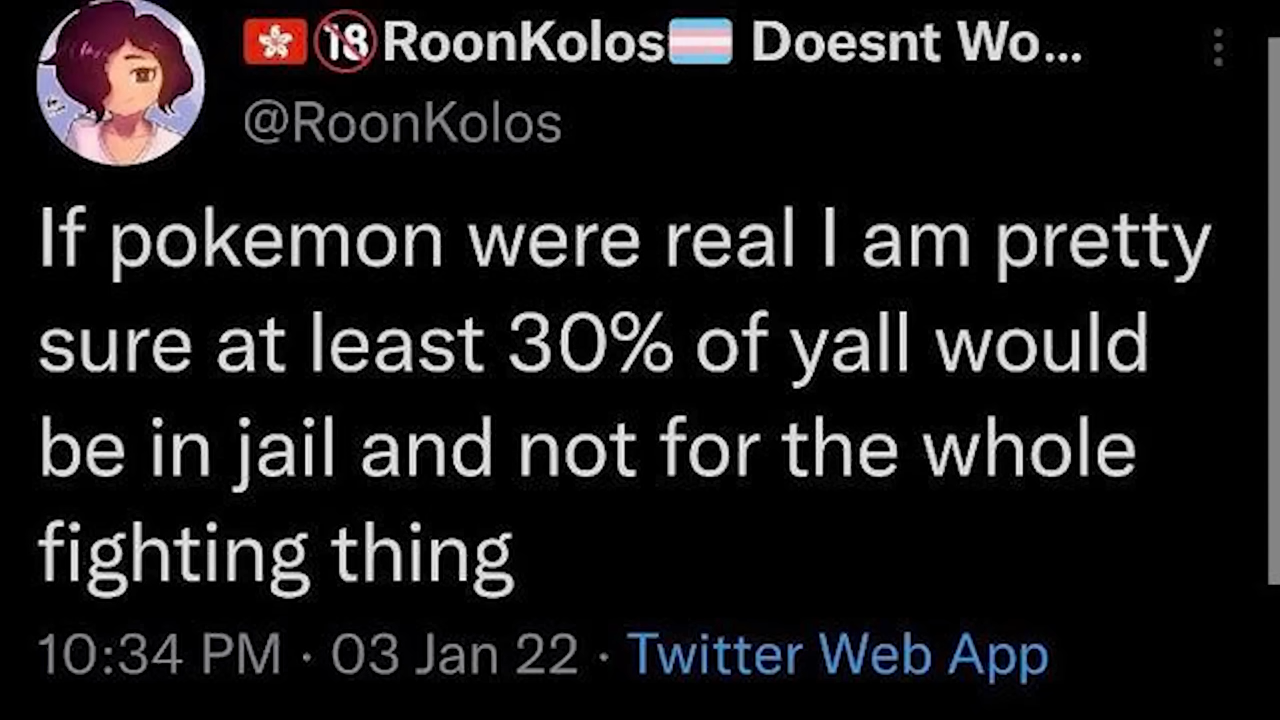 🇭🇰🔞RoonKolos🏳️‍⚧️ Doesnt Wo...
@RoonKolos
If pokemon were real I am pretty
sure at least 30% of yall would
be in jail and not for the whole
fighting thing
10:34 PM · 03 Jan 22 · Twitter Web App